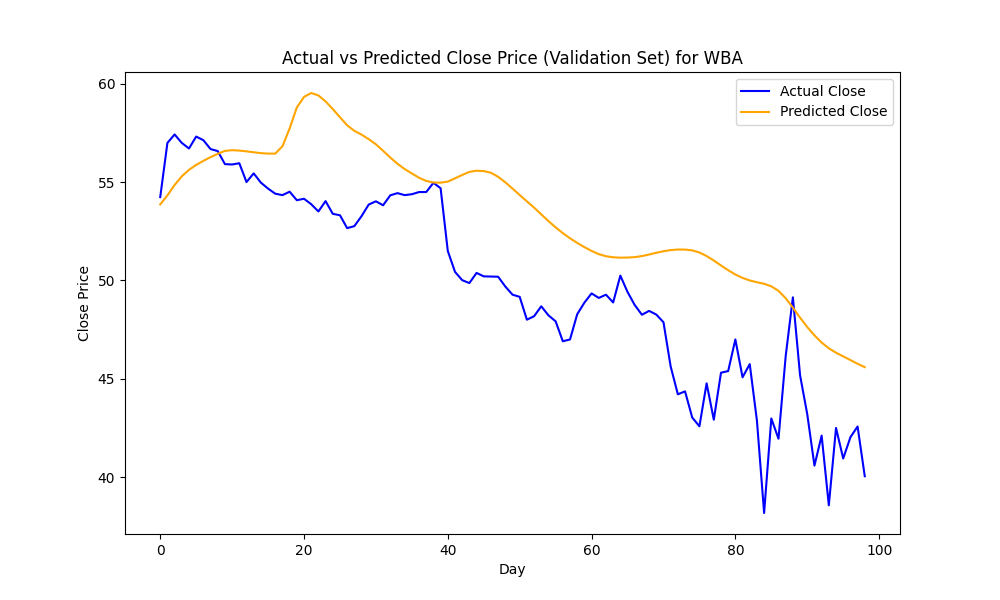 Actual vs Predicted Close Price (Validation Set) for WBA
Actual Close
Predicted Close
Close Price
60
55
50
45
40
0 20 40 60 80 100
Day